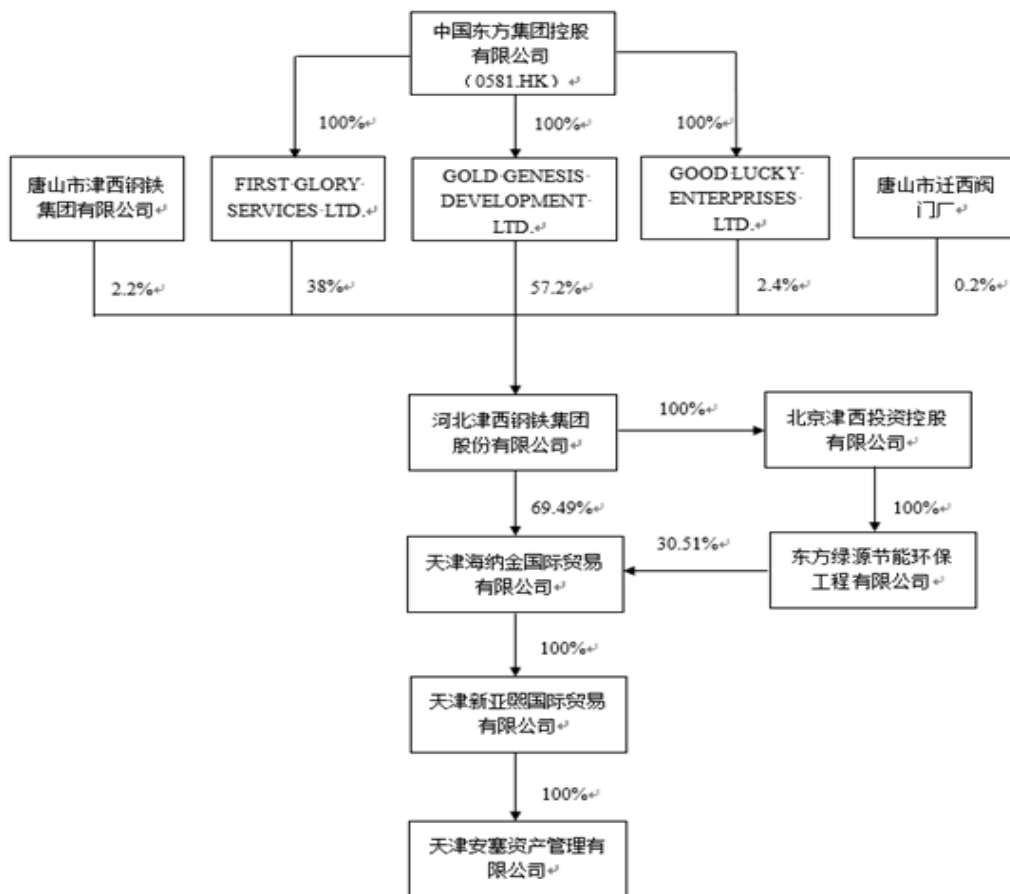 中国东方集团控股
有限公司
（0581.HK）↵
100%↵
100%↵
100%↵
唐山市津西钢铁
集团有限公司↵
FIRST·GLORY·
SERVICES·LTD.↵
GOLD·GENESIS·
DEVELOPMENT·
LTD.↵
GOOD·LUCKY·
ENTERPRISES·
LTD.↵
唐山市迁西阀
门厂↵
2.2%↵
38%↵
57.2%↵
2.4%↵
0.2%↵
河北津西钢铁集团
股份有限公司↵
100%↵
北京津西投资控股
有限公司↵
69.49%↵
100%↵
30.51%↵
天津海纳金国际贸易
有限公司↵
东方绿源节能环保
工程有限公司↵
100%↵
天津新亚熙国际贸易
有限公司↵
100%↵
天津安塞资产管理有
限公司↵